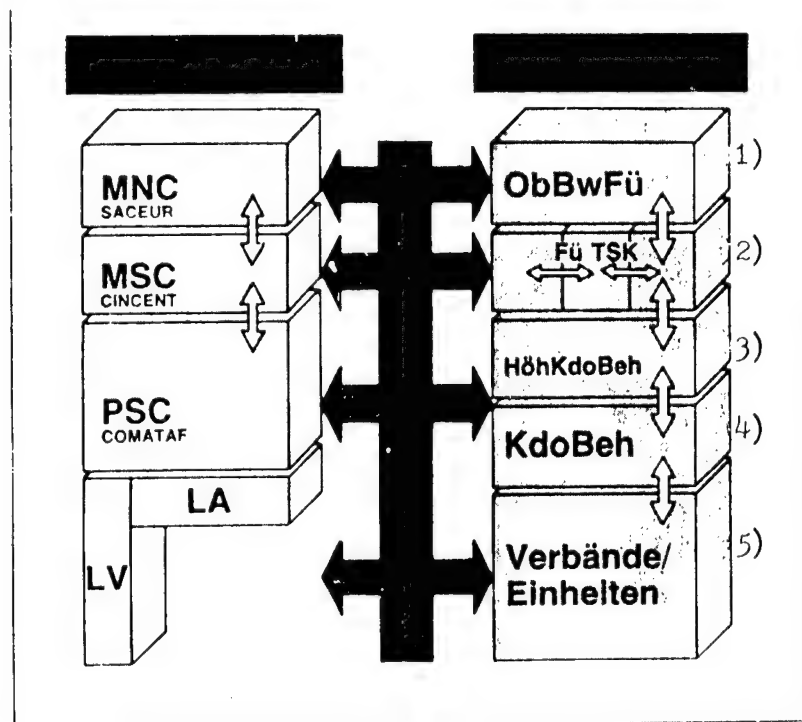 MNC
SACEUR
MSC
CINCENT
PSC
COMATAF
LA
LV
ObBwFü
1)
Fü TSK
2)
HöhKdoBeh
3)
KdoBeh
4)
Verbände/
Einheiten
5)